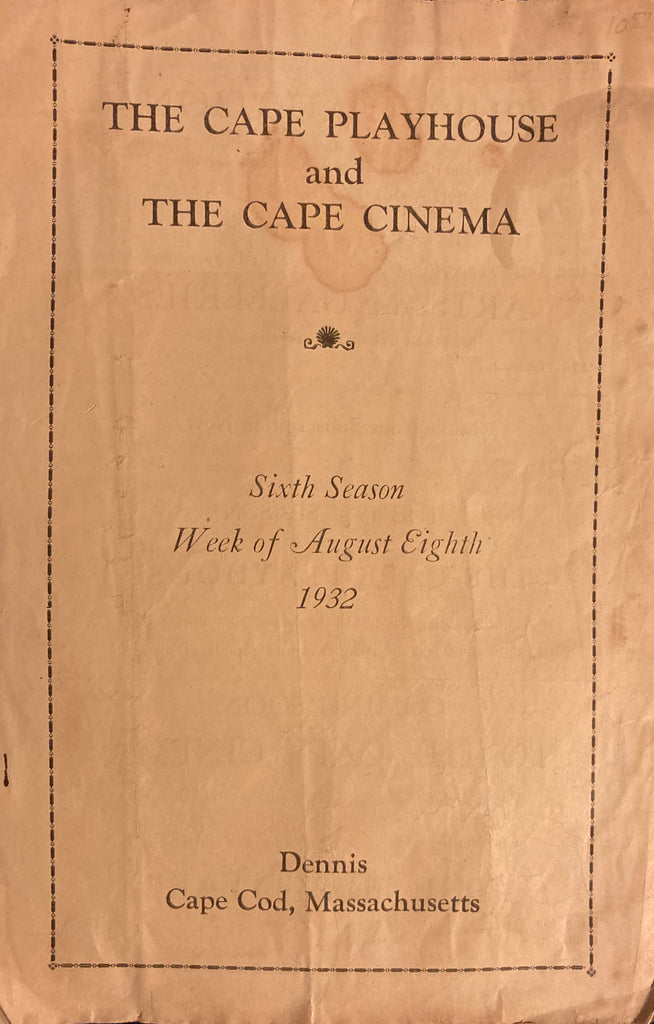 THE CAPE PLAYHOUSE
and
THE CAPE CINEMA
Sixth Season
Week of August Eighth
1932
Dennis
Cape Cod, Massachusetts